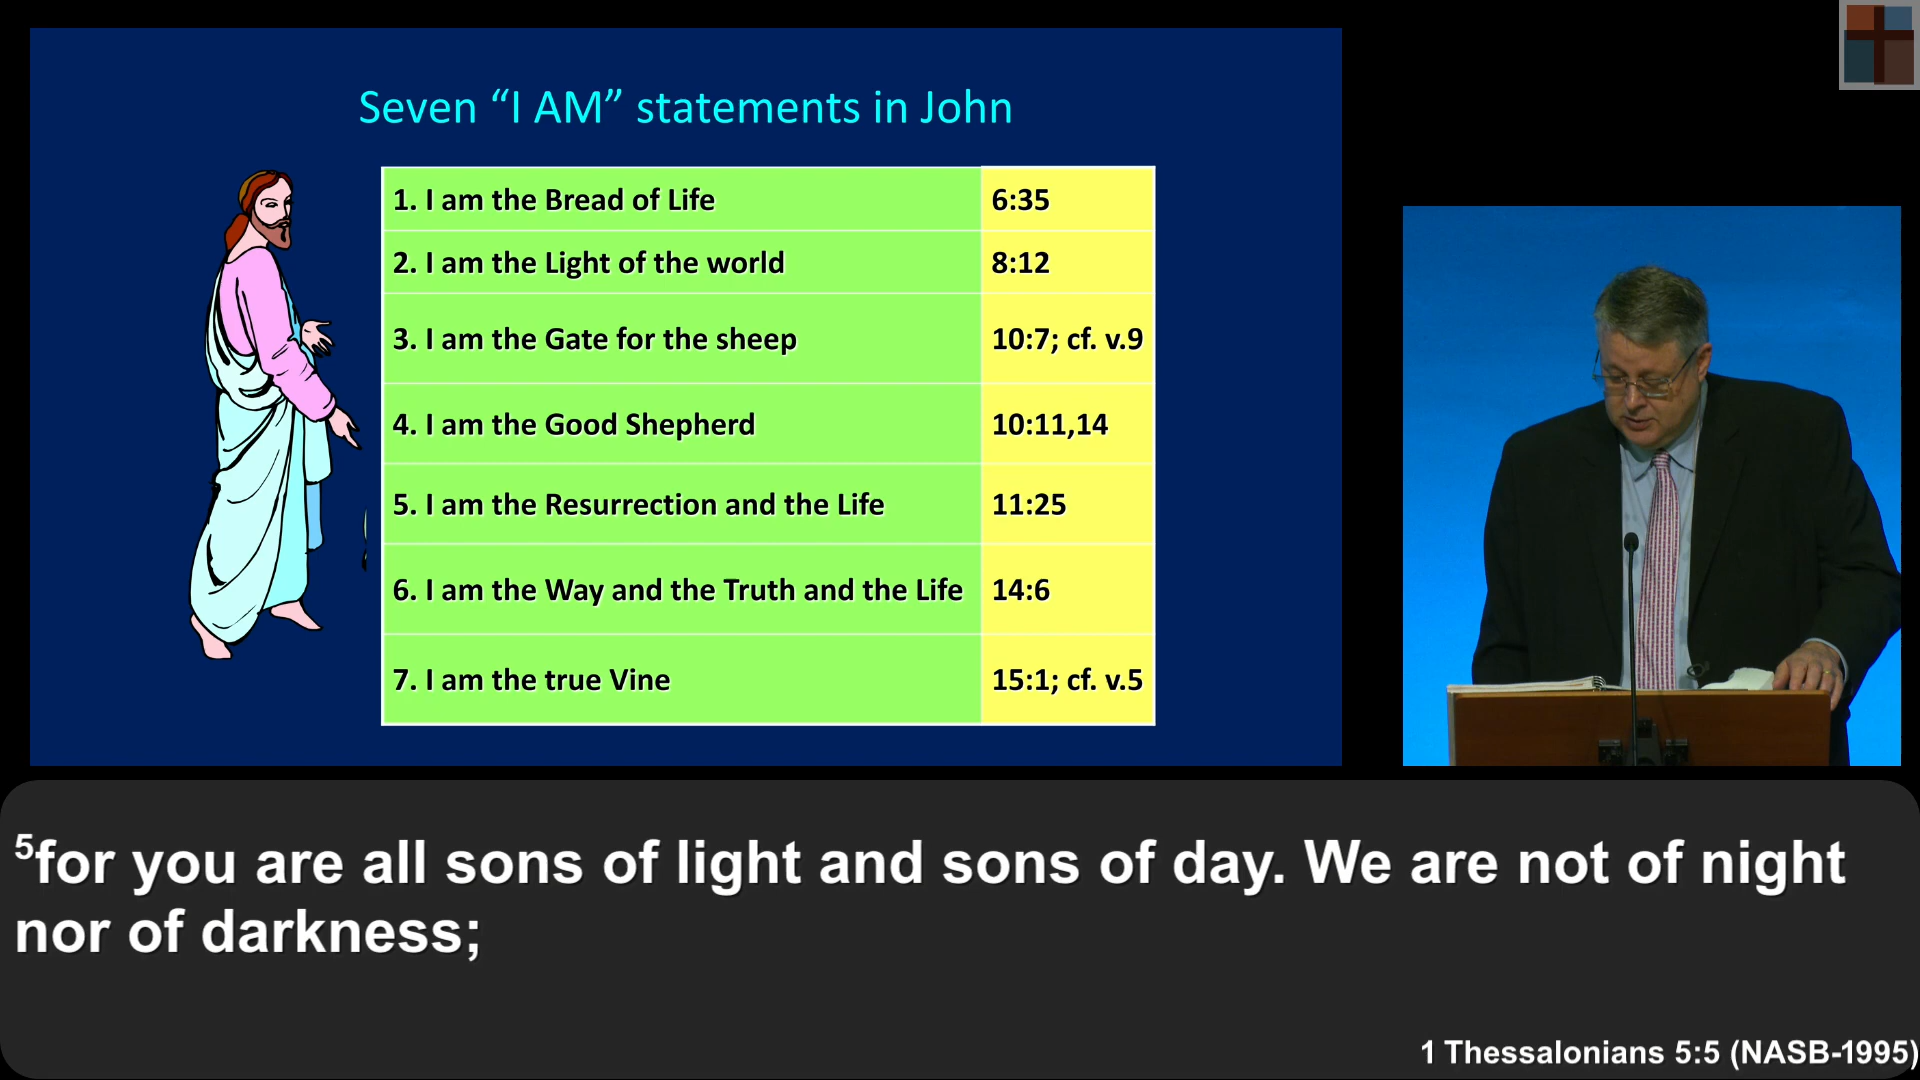 Seven “I AM” statements in John
1. I am the Bread of Life 6:35
2. I am the Light of the world 8:12
3. I am the Gate for the sheep 10:7; cf. v.9
4. I am the Good Shepherd 10:11,14
5. I am the Resurrection and the Life 11:25
6. I am the Way and the Truth and the Life 14:6
7. I am the true Vine 15:1; cf. v.5
5for you are all sons of light and sons of day. We are not of night
nor of darkness;
1 Thessalonians 5:5 (NASB-1995)